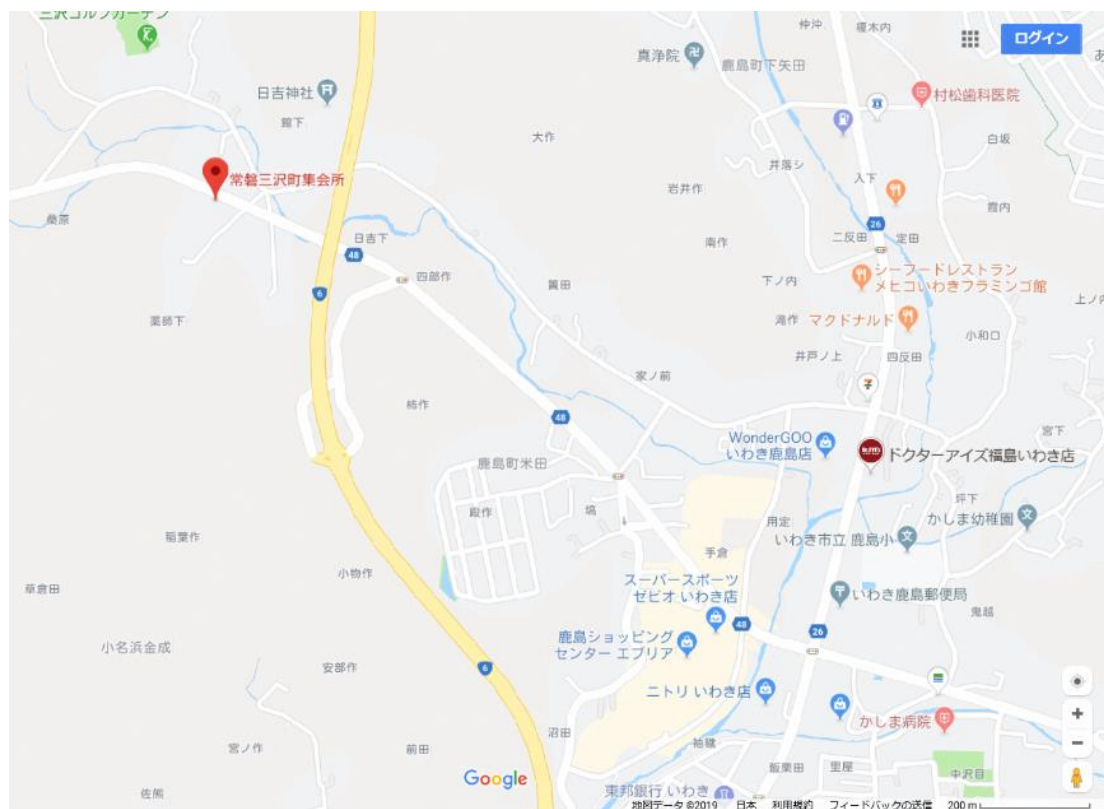 三沢ゴルフガーデン
日吉神社
館下
常磐三沢町集会所
桑原
日吉下
48
四郎作
6
薬師下
大作
真浄院
鹿島町下矢田
仲沖
榎木内
ログイン
あ
村松歯科医院
白坂
井落シ
岩井作
入下
霞内
26
二反田
定田
南作
下ノ内
シーフードレストラン
メヒコいわきフラミンゴ館
上ノ内
滝作
マクドナルド
小和口
井戸ノ上
四反田
家ノ前
柿作
48
WonderGOO
いわき鹿島店
ドクターアイズ福島いわき店
宮下
鹿島町米田
殿作
塙
坪下
かしま幼稚園
用定
いわき市立 鹿島小
手倉
稲葉作
小物作
草倉田
スーパースポーツ
ゼビオ いわき店
いわき鹿島郵便局
鬼越
48
26
小名浜金成
鹿島ショッピング
センター エブリア
安部作
6
ニトリ いわき店
かしま病院
沼田
宮ノ作
前田
飯栗田
里屋
中沢目
佐熊
Google
東邦銀行 いわき
地図データ ©2019
日本
利用規約
フィードバックの送信
200 m